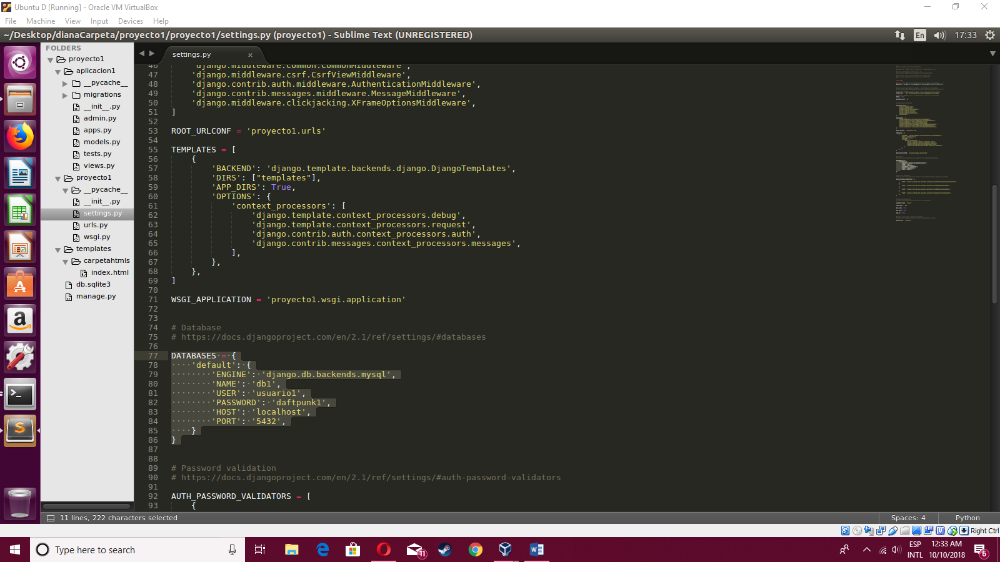 Ubuntu D [Running] - Oracle VM VirtualBox
File Machine View Input Devices Help
~/Desktop/dianaCarpeta/proyecto1/proyecto1/settings.py (proyecto1) - Sublime Text (UNREGISTERED)
En
17:33
FOLDERS
proyecto1
aplicacion1
__pycache__
migrations
__init__.py
admin.py
apps.py
models.py
tests.py
views.py
proyecto1
__pycache__
__init__.py
settings.py
urls.py
wsgi.py
templates
carpetahtmls
index.html
db.sqlite3
manage.py
settings.py
46 'django.middleware.common.CommonMiddleware',
47 'django.middleware.csrf.CsrfViewMiddleware',
48 'django.contrib.auth.middleware.AuthenticationMiddleware',
49 'django.contrib.messages.middleware.MessageMiddleware',
50 'django.middleware.clickjacking.XFrameOptionsMiddleware',
51 ]
52
53 ROOT_URLCONF = 'proyecto1.urls'
54
55 TEMPLATES = [
56 {
57 'BACKEND': 'django.template.backends.django.DjangoTemplates',
58 'DIRS': ["templates"],
59 'APP_DIRS': True,
60 'OPTIONS': {
61 'context_processors': [
62 'django.template.context_processors.debug',
63 'django.template.context_processors.request',
64 'django.contrib.auth.context_processors.auth',
65 'django.contrib.messages.context_processors.messages',
66 ],
67 },
68 },
69 ]
70
71 WSGI_APPLICATION = 'proyecto1.wsgi.application'
72
73
74 # Database
75 # https://docs.djangoproject.com/en/2.1/ref/settings/#databases
76
77 DATABASES = {
78 'default': {
79 'ENGINE': 'django.db.backends.mysql',
80 'NAME': 'db1',
81 'USER': 'usuario1',
82 'PASSWORD': 'daftpunk1',
83 'HOST': 'localhost',
84 'PORT': '5432',
85 }
86 }
87
88
89 # Password validation
90 # https://docs.djangoproject.com/en/2.1/ref/settings/#auth-password-validators
91
92 AUTH_PASSWORD_VALIDATORS = [
93 {
11 lines, 222 characters selected
Spaces: 4
Python
Right Ctrl
Type here to search
11
ESP
INTL
12:33 AM
10/10/2018
6